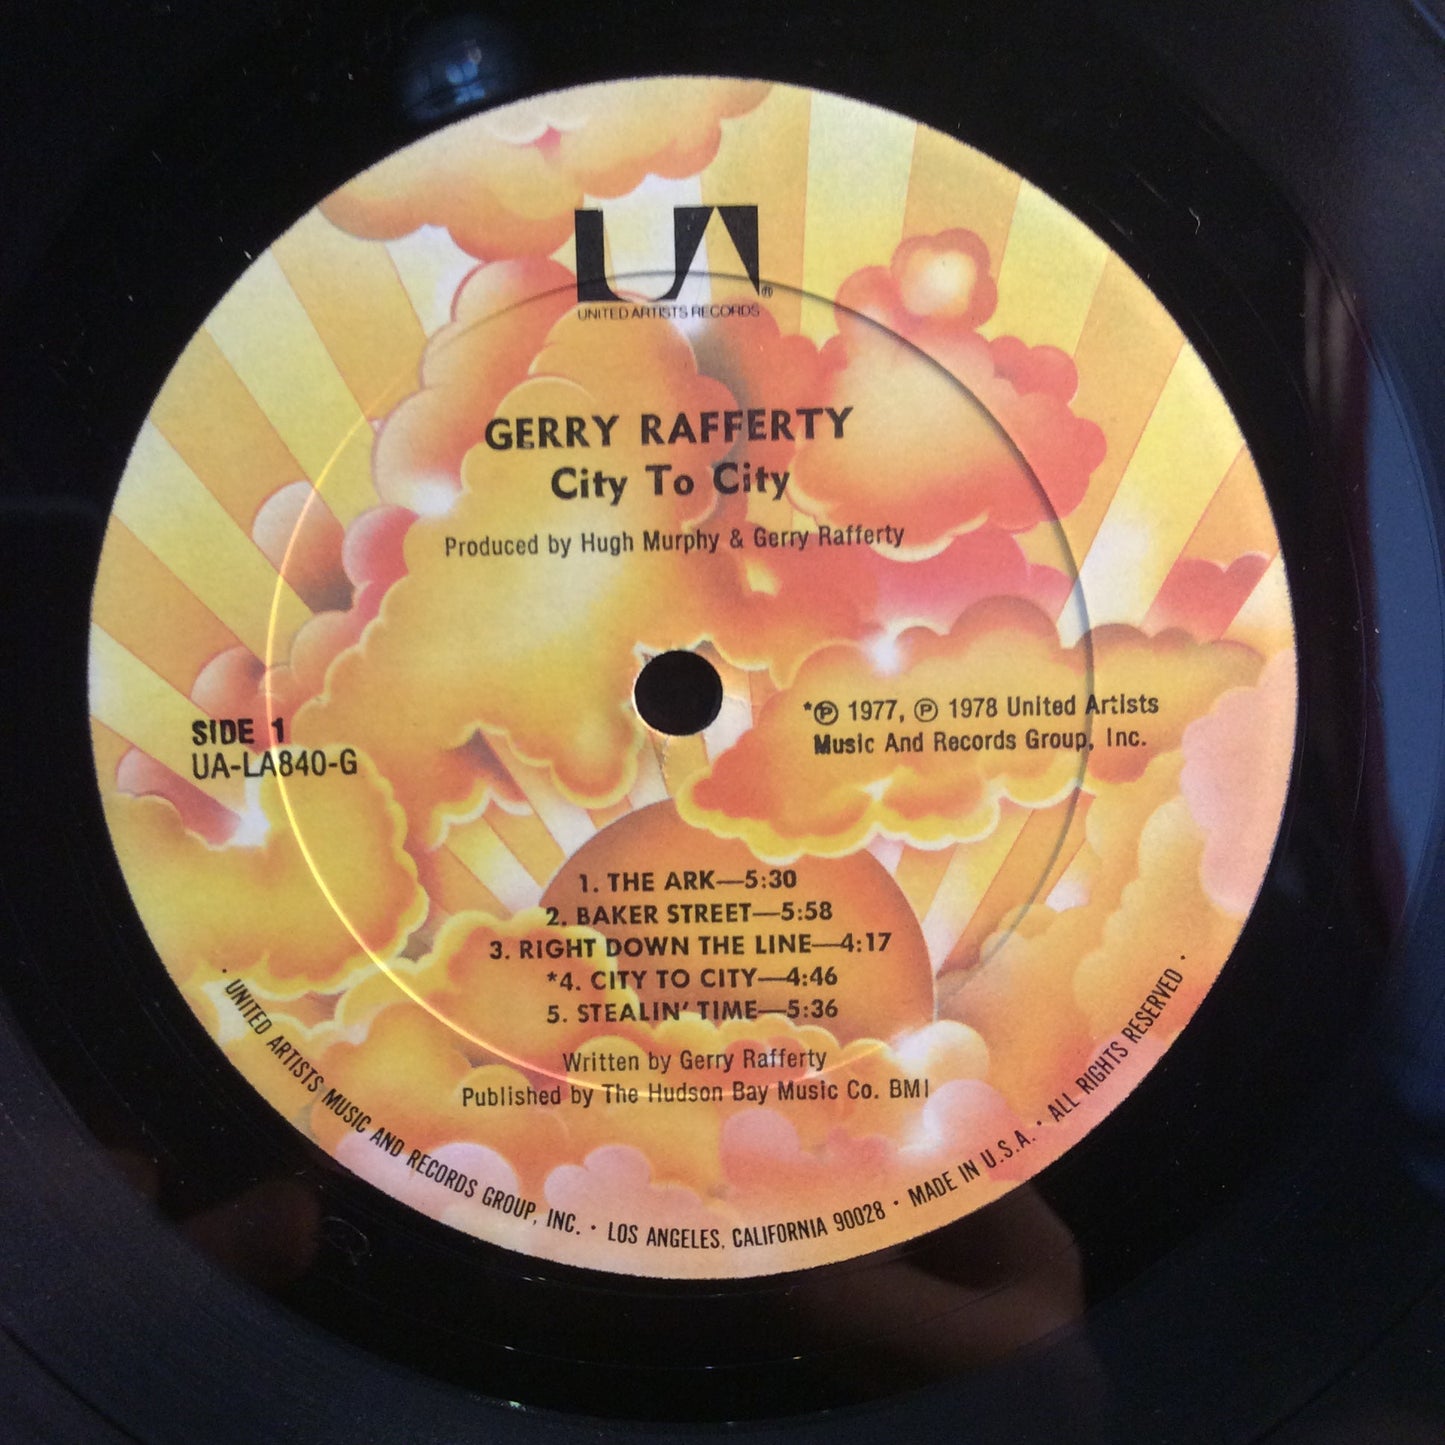 UA®
UNITED ARTISTS RECORDS
GERRY RAFFERTY
City To City
Produced by Hugh Murphy & Gerry Rafferty
SIDE 1
UA-LA840-G
*℗ 1977, ℗ 1978 United Artists
Music And Records Group, Inc.
1. THE ARK—5:30
2. BAKER STREET—5:58
3. RIGHT DOWN THE LINE—4:17
*4. CITY TO CITY—4:46
5. STEALIN' TIME—5:36
Written by Gerry Rafferty
Published by The Hudson Bay Music Co. BMI
· UNITED ARTISTS MUSIC AND RECORDS GROUP, INC. · LOS ANGELES, CALIFORNIA 90028 · MADE IN U.S.A. · ALL RIGHTS RESERVED ·